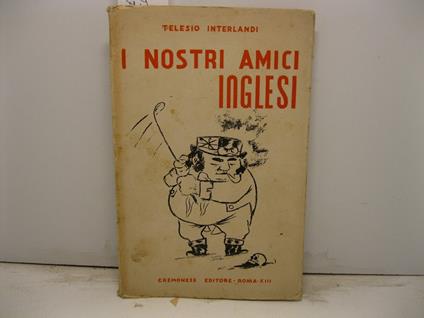 TELESIO INTERLANDI
I NOSTRI AMICI
INGLESI
CREMONESE EDITORE · ROMA · XIII